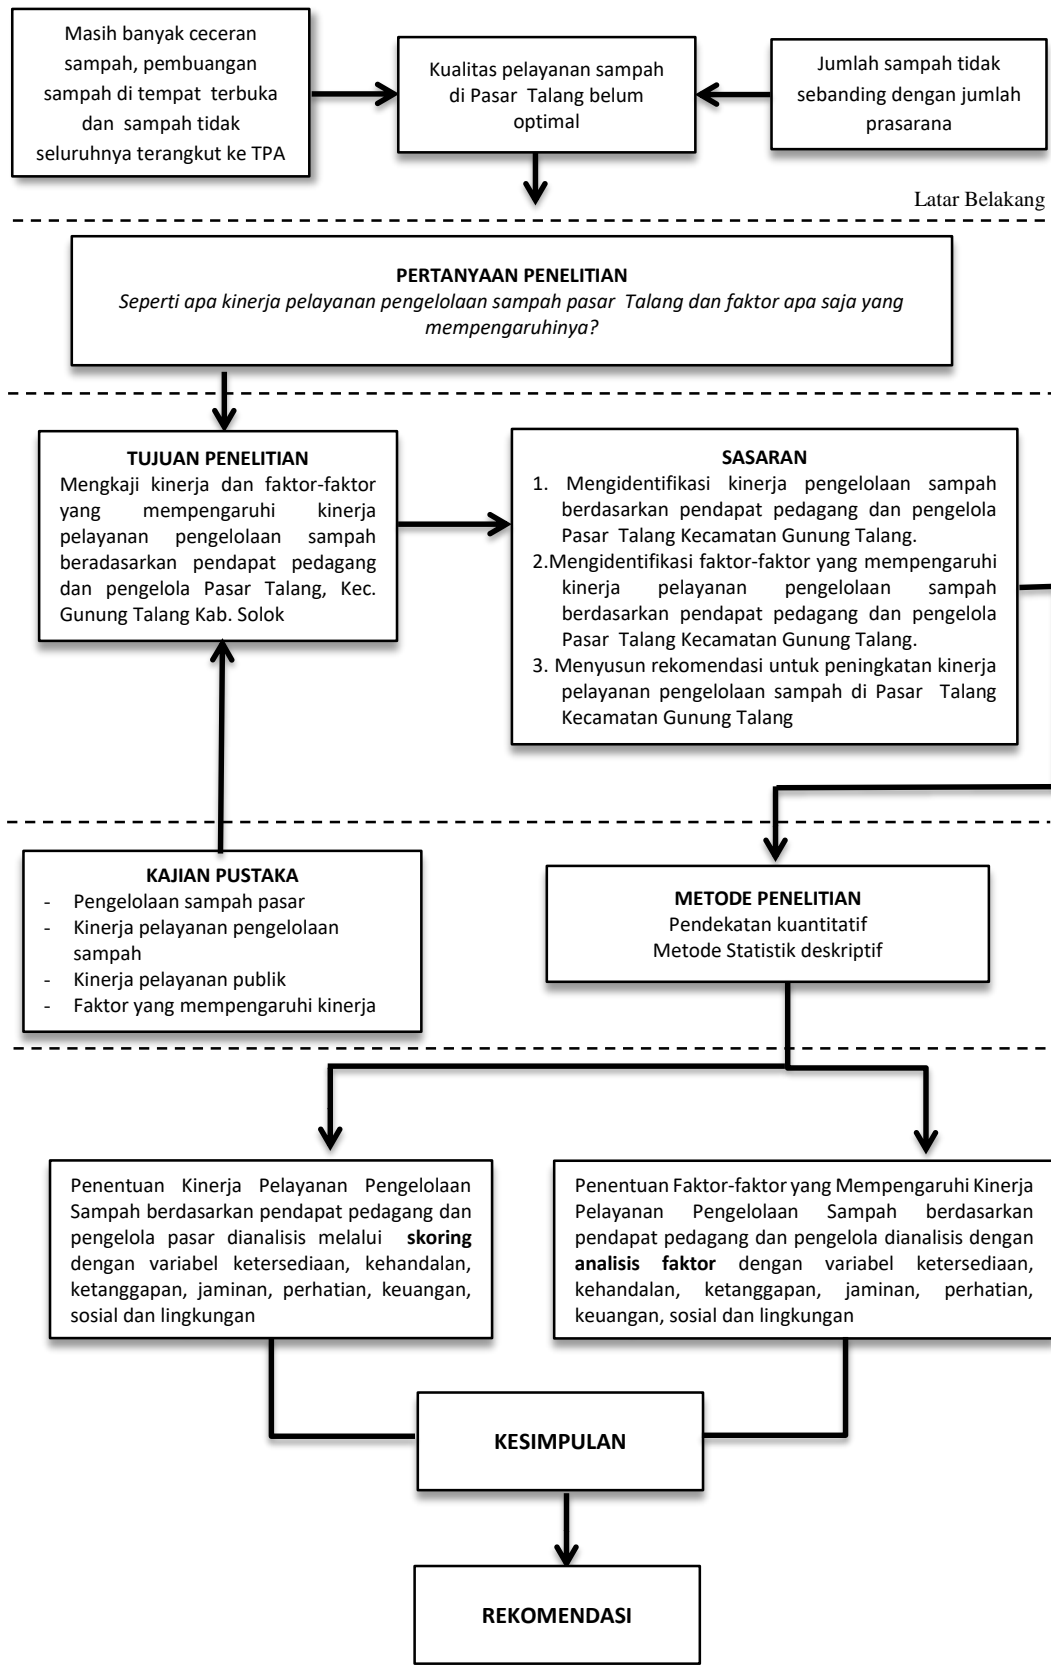 Masih banyak ceceran
sampah, pembuangan
sampah di tempat terbuka
dan sampah tidak
seluruhnya terangkut ke TPA
Kualitas pelayanan sampah
di Pasar Talang belum
optimal
Jumlah sampah tidak
sebanding dengan jumlah
prasarana
Latar Belakang
PERTANYAAN PENELITIAN
Seperti apa kinerja pelayanan pengelolaan sampah pasar Talang dan faktor apa saja yang
mempengaruhinya?
TUJUAN PENELITIAN
Mengkaji kinerja dan faktor-faktor
yang mempengaruhi kinerja
pelayanan pengelolaan sampah
beradasarkan pendapat pedagang
dan pengelola Pasar Talang, Kec.
Gunung Talang Kab. Solok
SASARAN
1. Mengidentifikasi kinerja pengelolaan sampah
berdasarkan pendapat pedagang dan pengelola
Pasar Talang Kecamatan Gunung Talang.
2.Mengidentifikasi faktor-faktor yang mempengaruhi
kinerja pelayanan pengelolaan sampah
berdasarkan pendapat pedagang dan pengelola
Pasar Talang Kecamatan Gunung Talang.
3. Menyusun rekomendasi untuk peningkatan kinerja
pelayanan pengelolaan sampah di Pasar Talang
Kecamatan Gunung Talang
KAJIAN PUSTAKA
- Pengelolaan sampah pasar
- Kinerja pelayanan pengelolaan
sampah
- Kinerja pelayanan publik
- Faktor yang mempengaruhi kinerja
METODE PENELITIAN
Pendekatan kuantitatif
Metode Statistik deskriptif
Penentuan Kinerja Pelayanan Pengelolaan
Sampah berdasarkan pendapat pedagang dan
pengelola pasar dianalisis melalui skoring
dengan variabel ketersediaan, kehandalan,
ketanggapan, jaminan, perhatian, keuangan,
sosial dan lingkungan
Penentuan Faktor-faktor yang Mempengaruhi Kinerja
Pelayanan Pengelolaan Sampah berdasarkan
pendapat pedagang dan pengelola dianalisis dengan
analisis faktor dengan variabel ketersediaan,
kehandalan, ketanggapan, jaminan, perhatian,
keuangan, sosial dan lingkungan
KESIMPULAN
REKOMENDASI